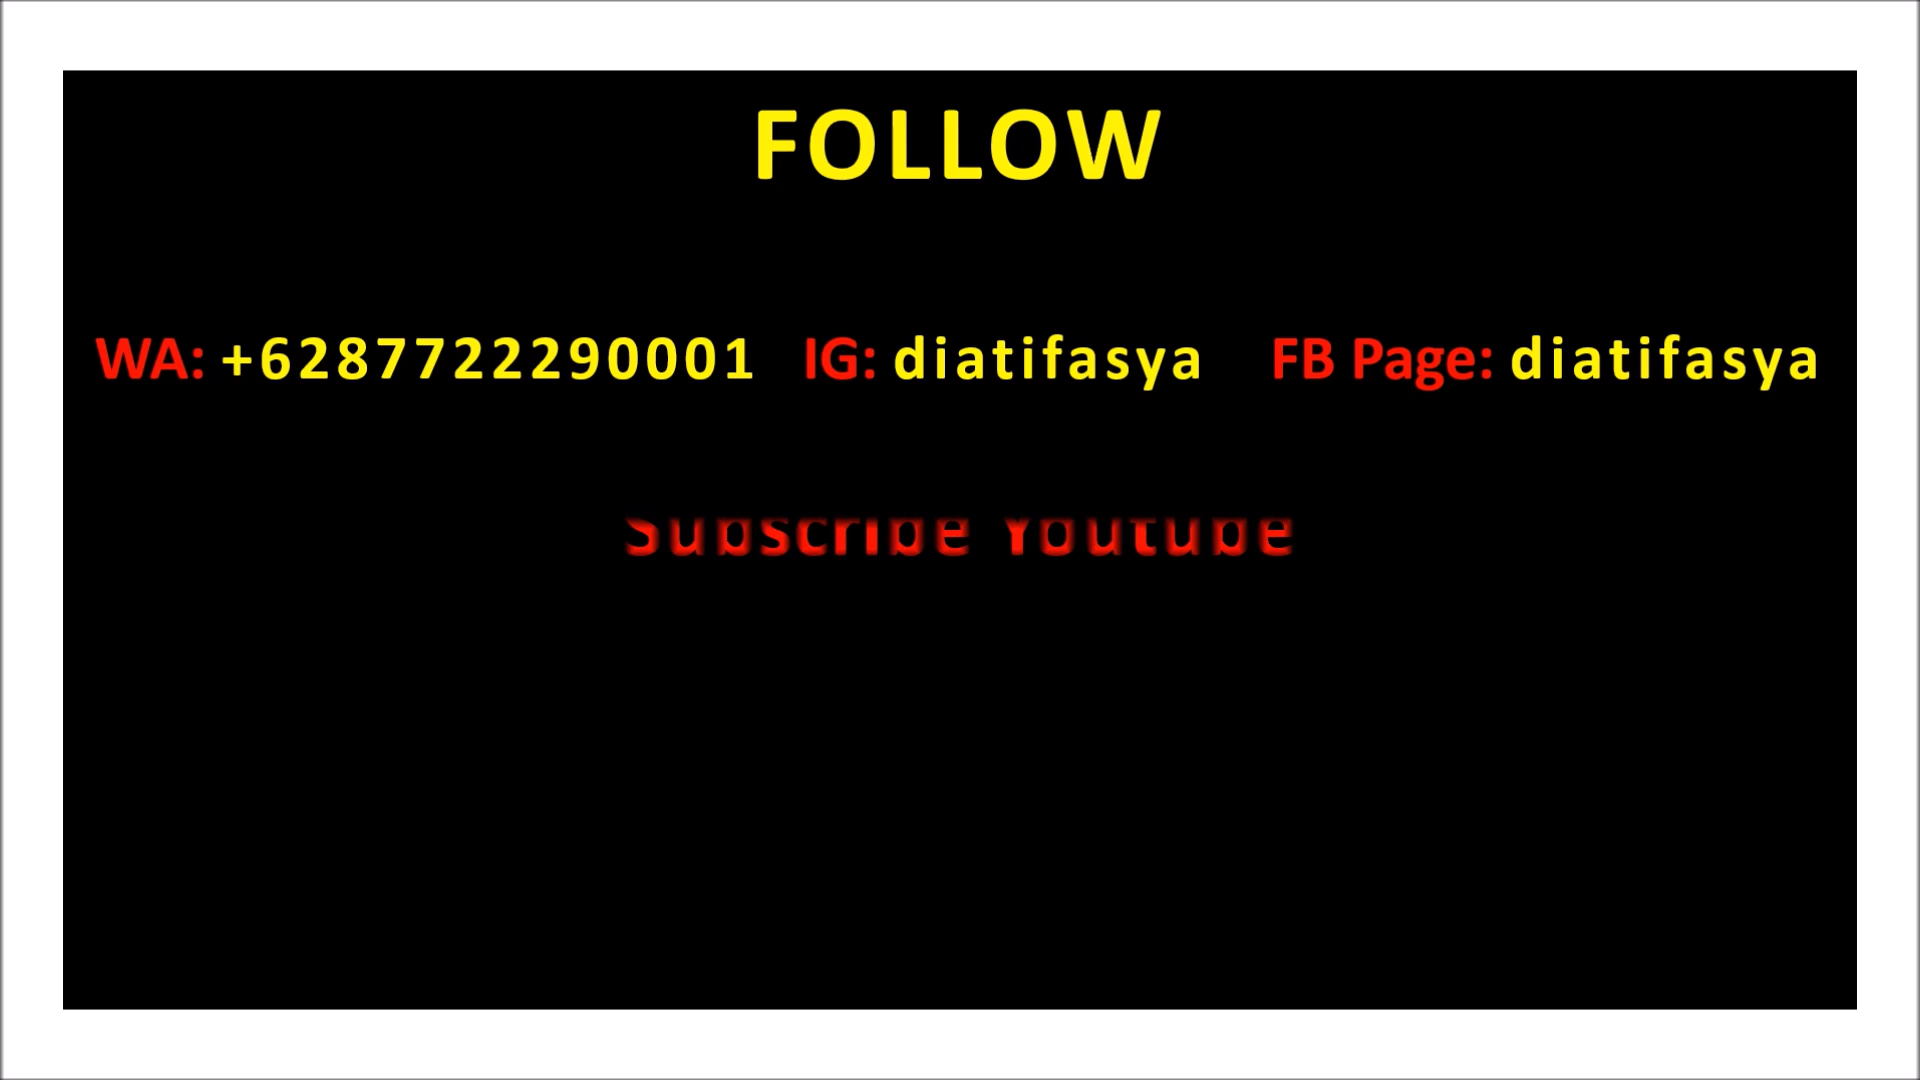 FOLLOW
WA: +6287722290001 IG: diatifasya FB Page: diatifasya
Subscribe Youtube